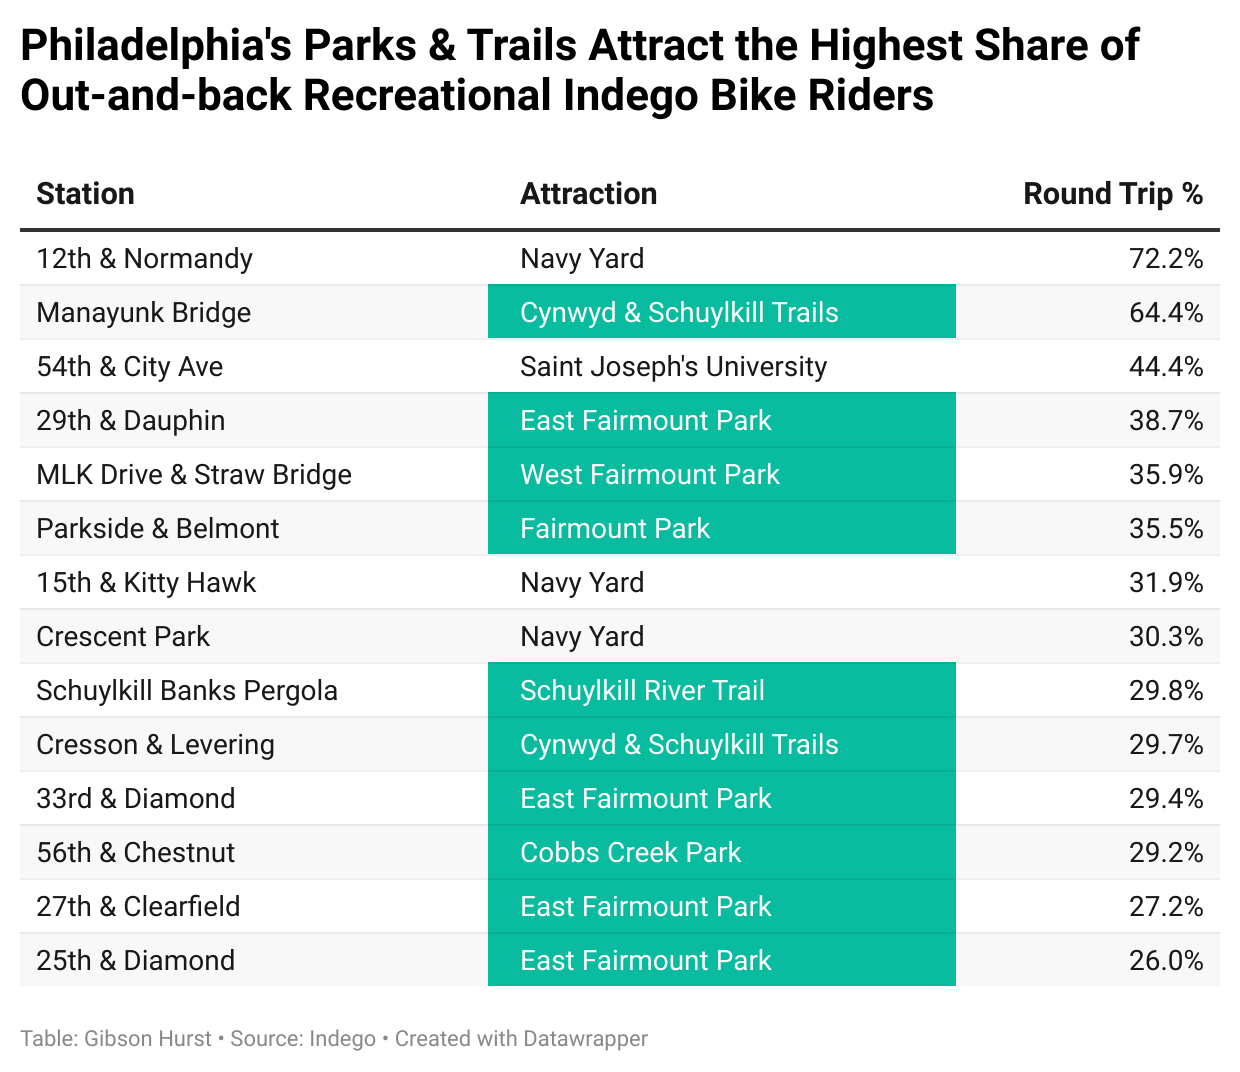 Philadelphia's Parks & Trails Attract the Highest Share of
Out-and-back Recreational Indego Bike Riders
Station Attraction Round Trip %
12th & Normandy Navy Yard 72.2%
Manayunk Bridge Cynwyd & Schuylkill Trails 64.4%
54th & City Ave Saint Joseph's University 44.4%
29th & Dauphin East Fairmount Park 38.7%
MLK Drive & Straw Bridge West Fairmount Park 35.9%
Parkside & Belmont Fairmount Park 35.5%
15th & Kitty Hawk Navy Yard 31.9%
Crescent Park Navy Yard 30.3%
Schuylkill Banks Pergola Schuylkill River Trail 29.8%
Cresson & Levering Cynwyd & Schuylkill Trails 29.7%
33rd & Diamond East Fairmount Park 29.4%
56th & Chestnut Cobbs Creek Park 29.2%
27th & Clearfield East Fairmount Park 27.2%
25th & Diamond East Fairmount Park 26.0%
Table: Gibson Hurst • Source: Indego • Created with Datawrapper